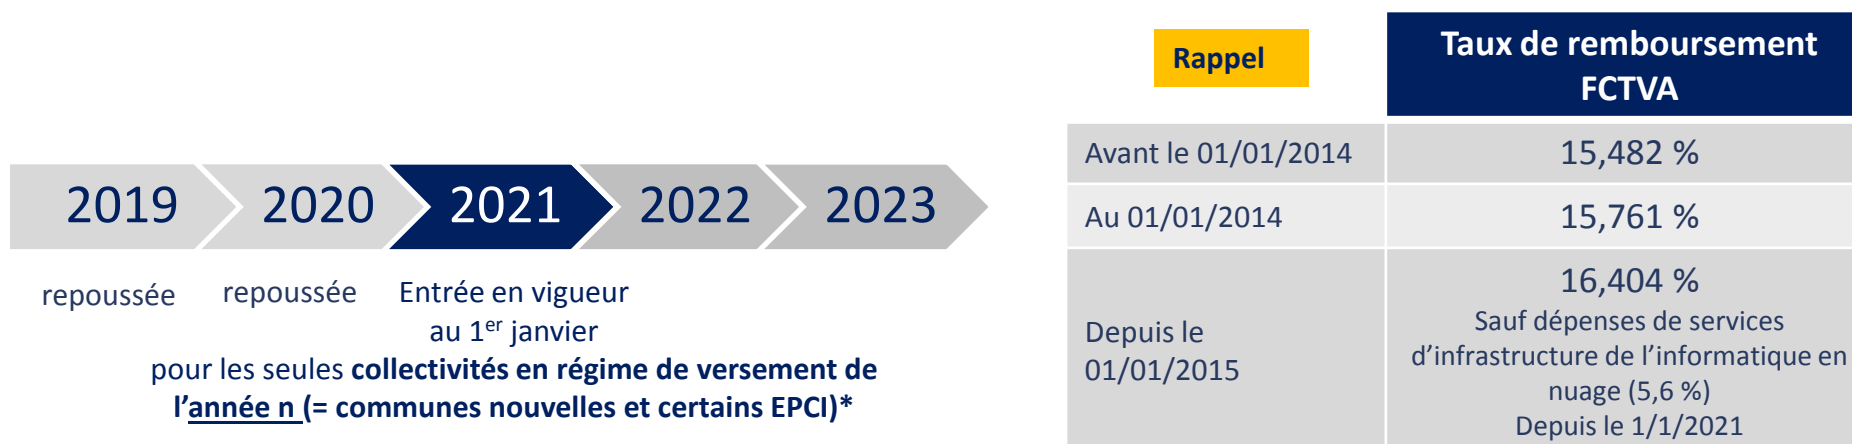 2019 2020 2021 2022 2023
repoussée repoussée Entrée en vigueur
au 1er janvier
pour les seules collectivités en régime de versement de
l’année n (= communes nouvelles et certains EPCI)*
Rappel
Taux de remboursement
FCTVA
Avant le 01/01/2014 15,482 %
Au 01/01/2014 15,761 %
Depuis le
01/01/2015
16,404 %
Sauf dépenses de services
d’infrastructure de l’informatique en
nuage (5,6 %)
Depuis le 1/1/2021